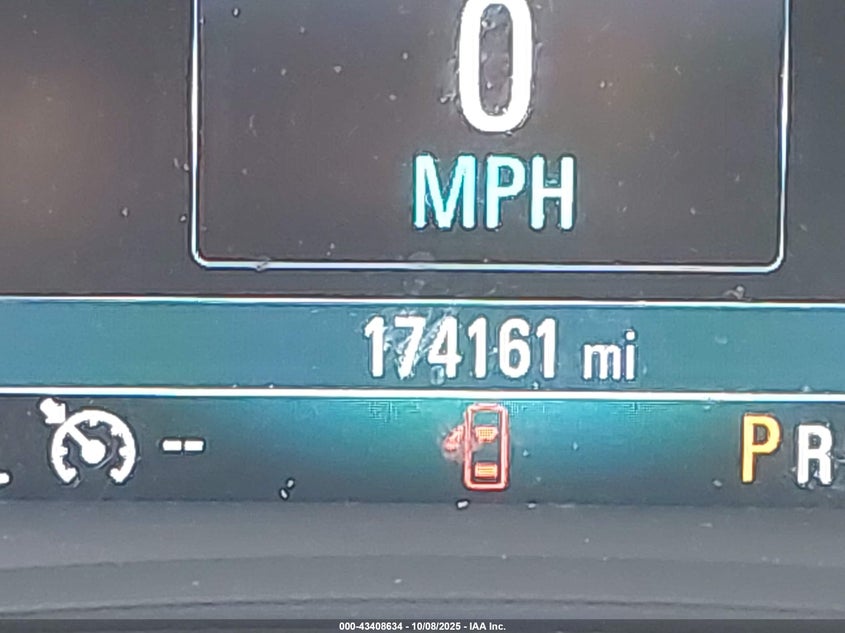 0
MPH
174161 mi
-- P R
000-43408634 - 10/08/2025 - IAA Inc.